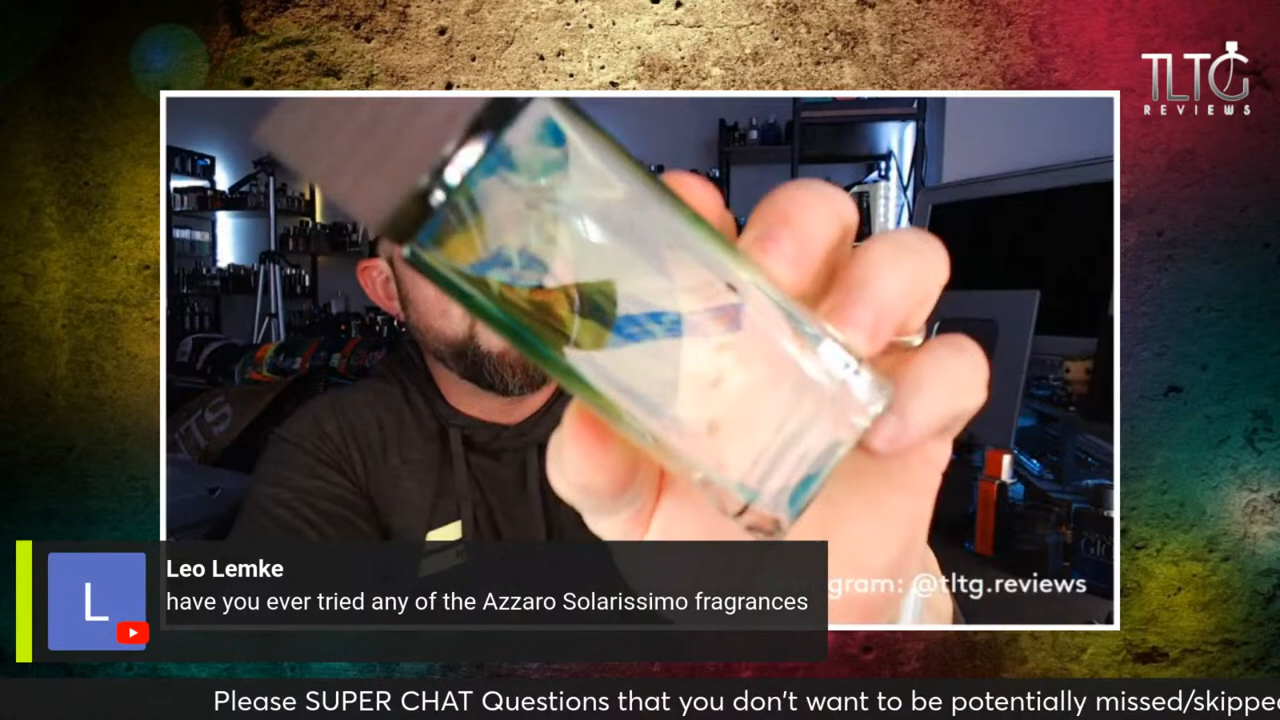 TLTG
REVIEWS
Leo Lemke
L
have you ever tried any of the Azzaro Solarissimo fragrances
gram: @tltg.reviews
Please SUPER CHAT Questions that you don't want to be potentially missed/skipped